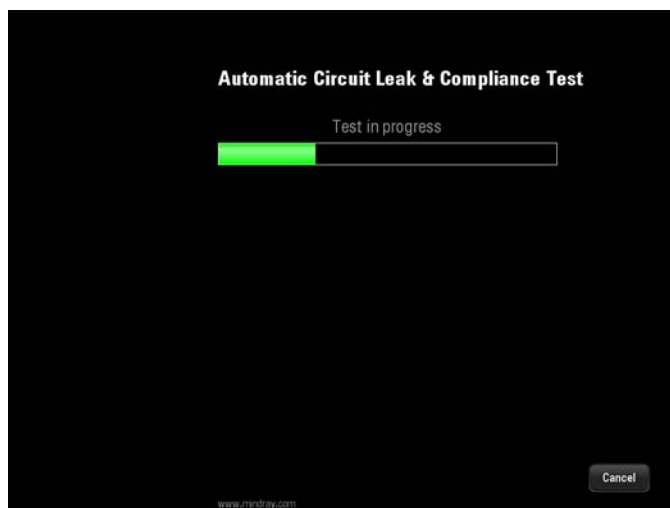 Automatic Circuit Leak & Compliance Test
Test in progress
Cancel
www.mindray.com